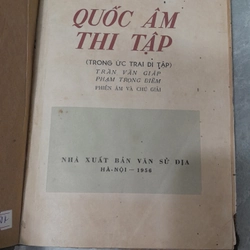 QUỐC ÂM
THI TẬP
(TRONG ỨC TRAI DI TẬP)
TRẦN VĂN GIÁP
PHẠM TRỌNG ĐIỀM
PHIÊN ÂM VÀ CHÚ GIẢI
NHÀ XUẤT BẢN VĂN SỬ ĐỊA
HÀ-NỘI — 1956